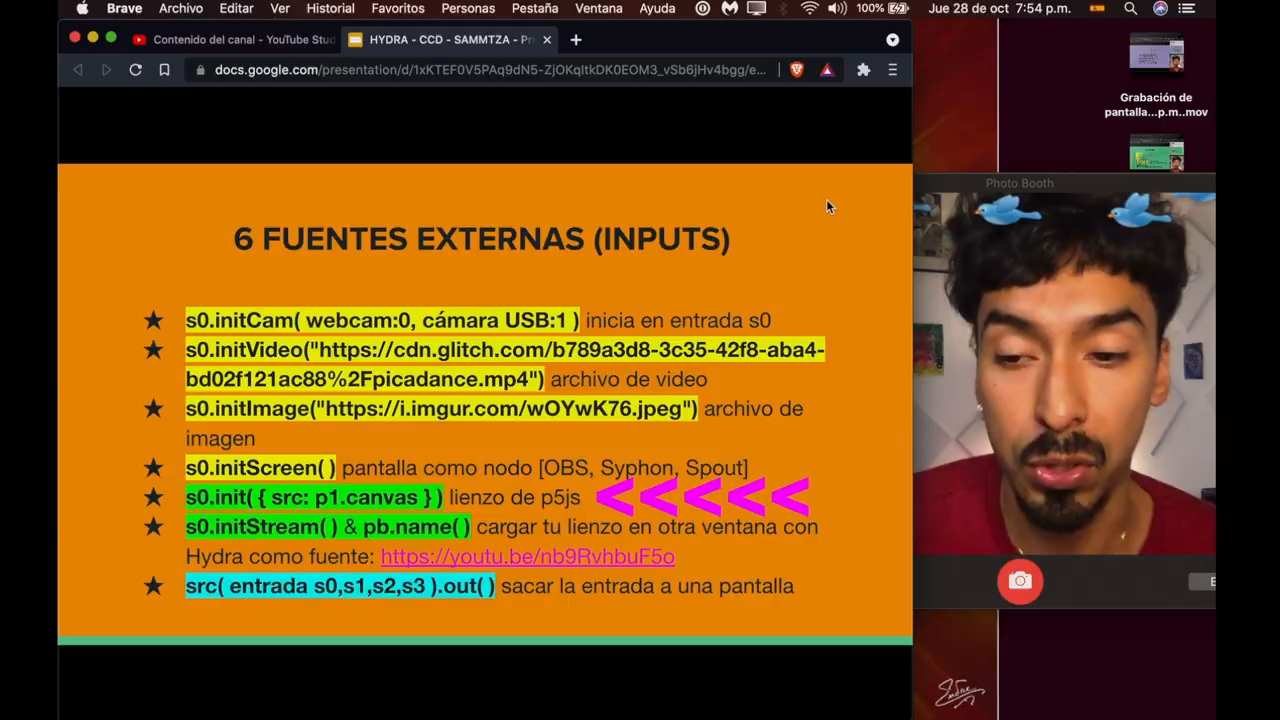 Brave Archivo Editar Ver Historial Favoritos Personas Pestaña Ventana Ayuda 100% Jue 28 de oct 7:54 p.m.
Contenido del canal - YouTube Stud
HYDRA - CCD - SAMMTZA - Pr
docs.google.com/presentation/d/1xKTEF0V5PAq9dN5-ZjOKqItkDK0EOM3_vSb6jHv4bgg/e...
Grabación de
pantalla...p.m..mov
Photo Booth
6 FUENTES EXTERNAS (INPUTS)
★ s0.initCam( webcam:0, cámara USB:1 ) inicia en entrada s0
★ s0.initVideo("https://cdn.glitch.com/b789a3d8-3c35-42f8-aba4-
bd02f121ac88%2Fpicadance.mp4") archivo de video
★ s0.initImage("https://i.imgur.com/wOYwK76.jpeg") archivo de
imagen
★ s0.initScreen( ) pantalla como nodo [OBS, Syphon, Spout]
★ s0.init( { src: p1.canvas } ) lienzo de p5js <<<<<
★ s0.initStream( ) & pb.name( ) cargar tu lienzo en otra ventana con
Hydra como fuente: https://youtu.be/nb9RvhbuF5o
★ src( entrada s0,s1,s2,s3 ).out( ) sacar la entrada a una pantalla